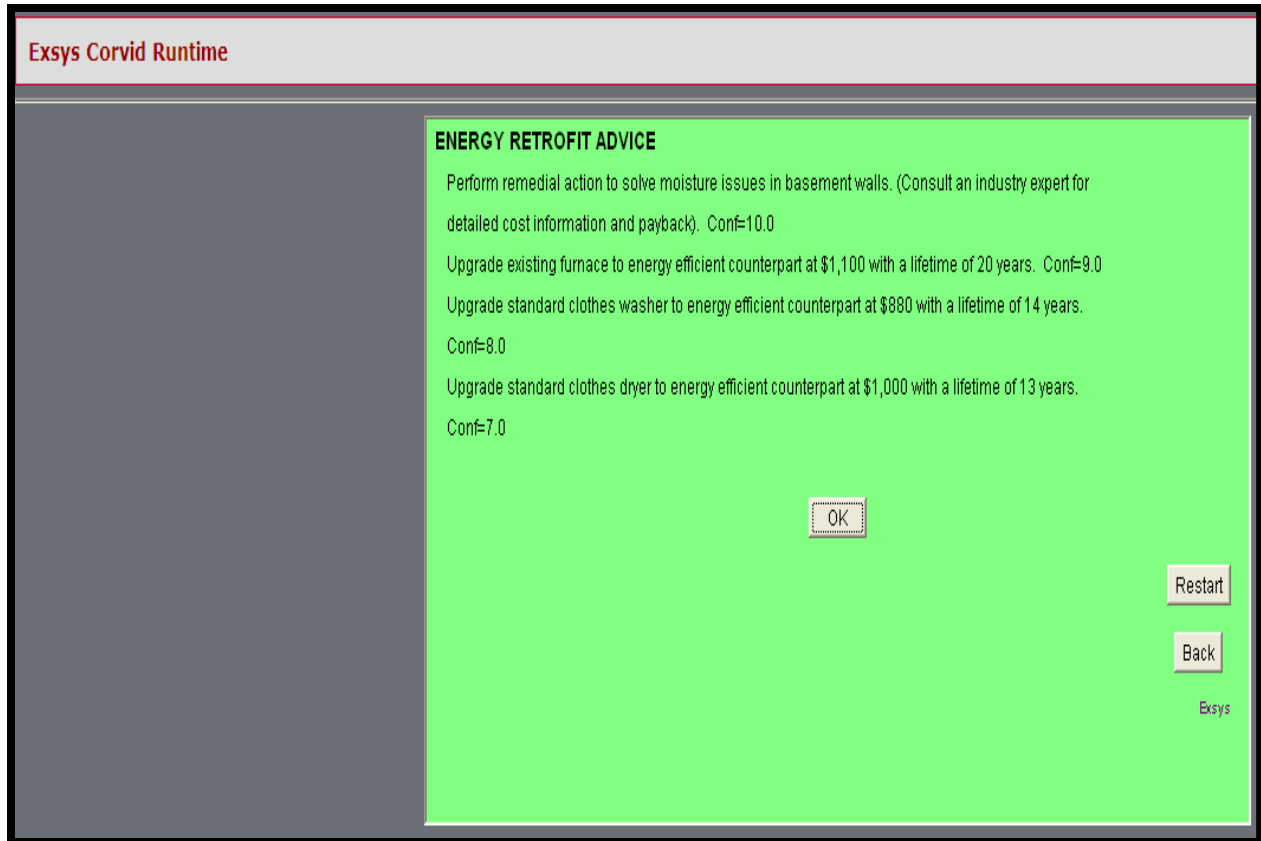 Exsys Corvid Runtime
ENERGY RETROFIT ADVICE
Perform remedial action to solve moisture issues in basement walls. (Consult an industry expert for
detailed cost information and payback). Conf=10.0
Upgrade existing furnace to energy efficient counterpart at $1,100 with a lifetime of 20 years. Conf=9.0
Upgrade standard clothes washer to energy efficient counterpart at $880 with a lifetime of 14 years.
Conf=8.0
Upgrade standard clothes dryer to energy efficient counterpart at $1,000 with a lifetime of 13 years.
Conf=7.0
OK
Restart
Back
Exsys